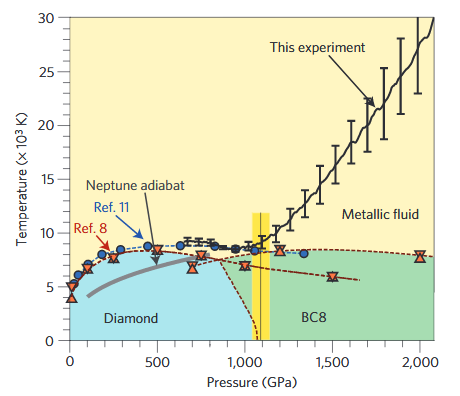 30
25
20
15
10
5
0
Temperature (× 10³ K)
This experiment
Neptune adiabat
Ref. 11
Ref. 8
Metallic fluid
Diamond
BC8
0
500
1,000
1,500
2,000
Pressure (GPa)